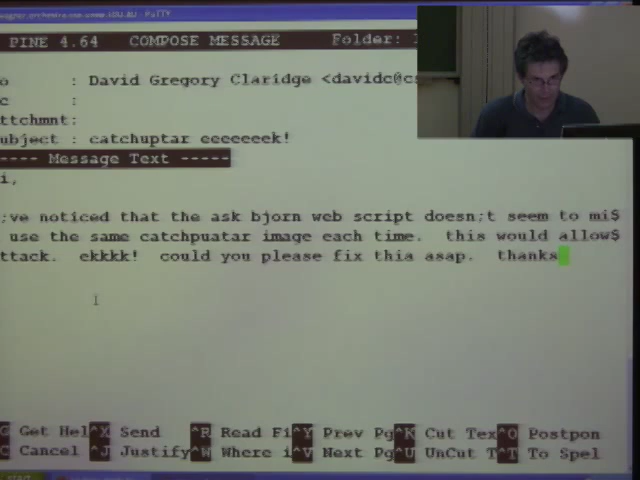 PuTTY
PINE 4.64 COMPOSE MESSAGE Folder:
o : David Gregory Claridge <davidc@cs
c :
ttchmnt:
ubject : catchuptar eeeeeeek!
---- Message Text -----
i,
;ve noticed that the ask bjorn web script doesn;t seem to mi$
use the same catchpuatar image each time. this would allow$
ttack. ekkkk! could you please fix thia asap. thanks
G Get Hel ^X Send ^R Read Fi ^Y Prev Pg ^K Cut Tex ^O Postpon
C Cancel ^J Justify ^W Where i ^V Next Pg ^U UnCut T ^T To Spel